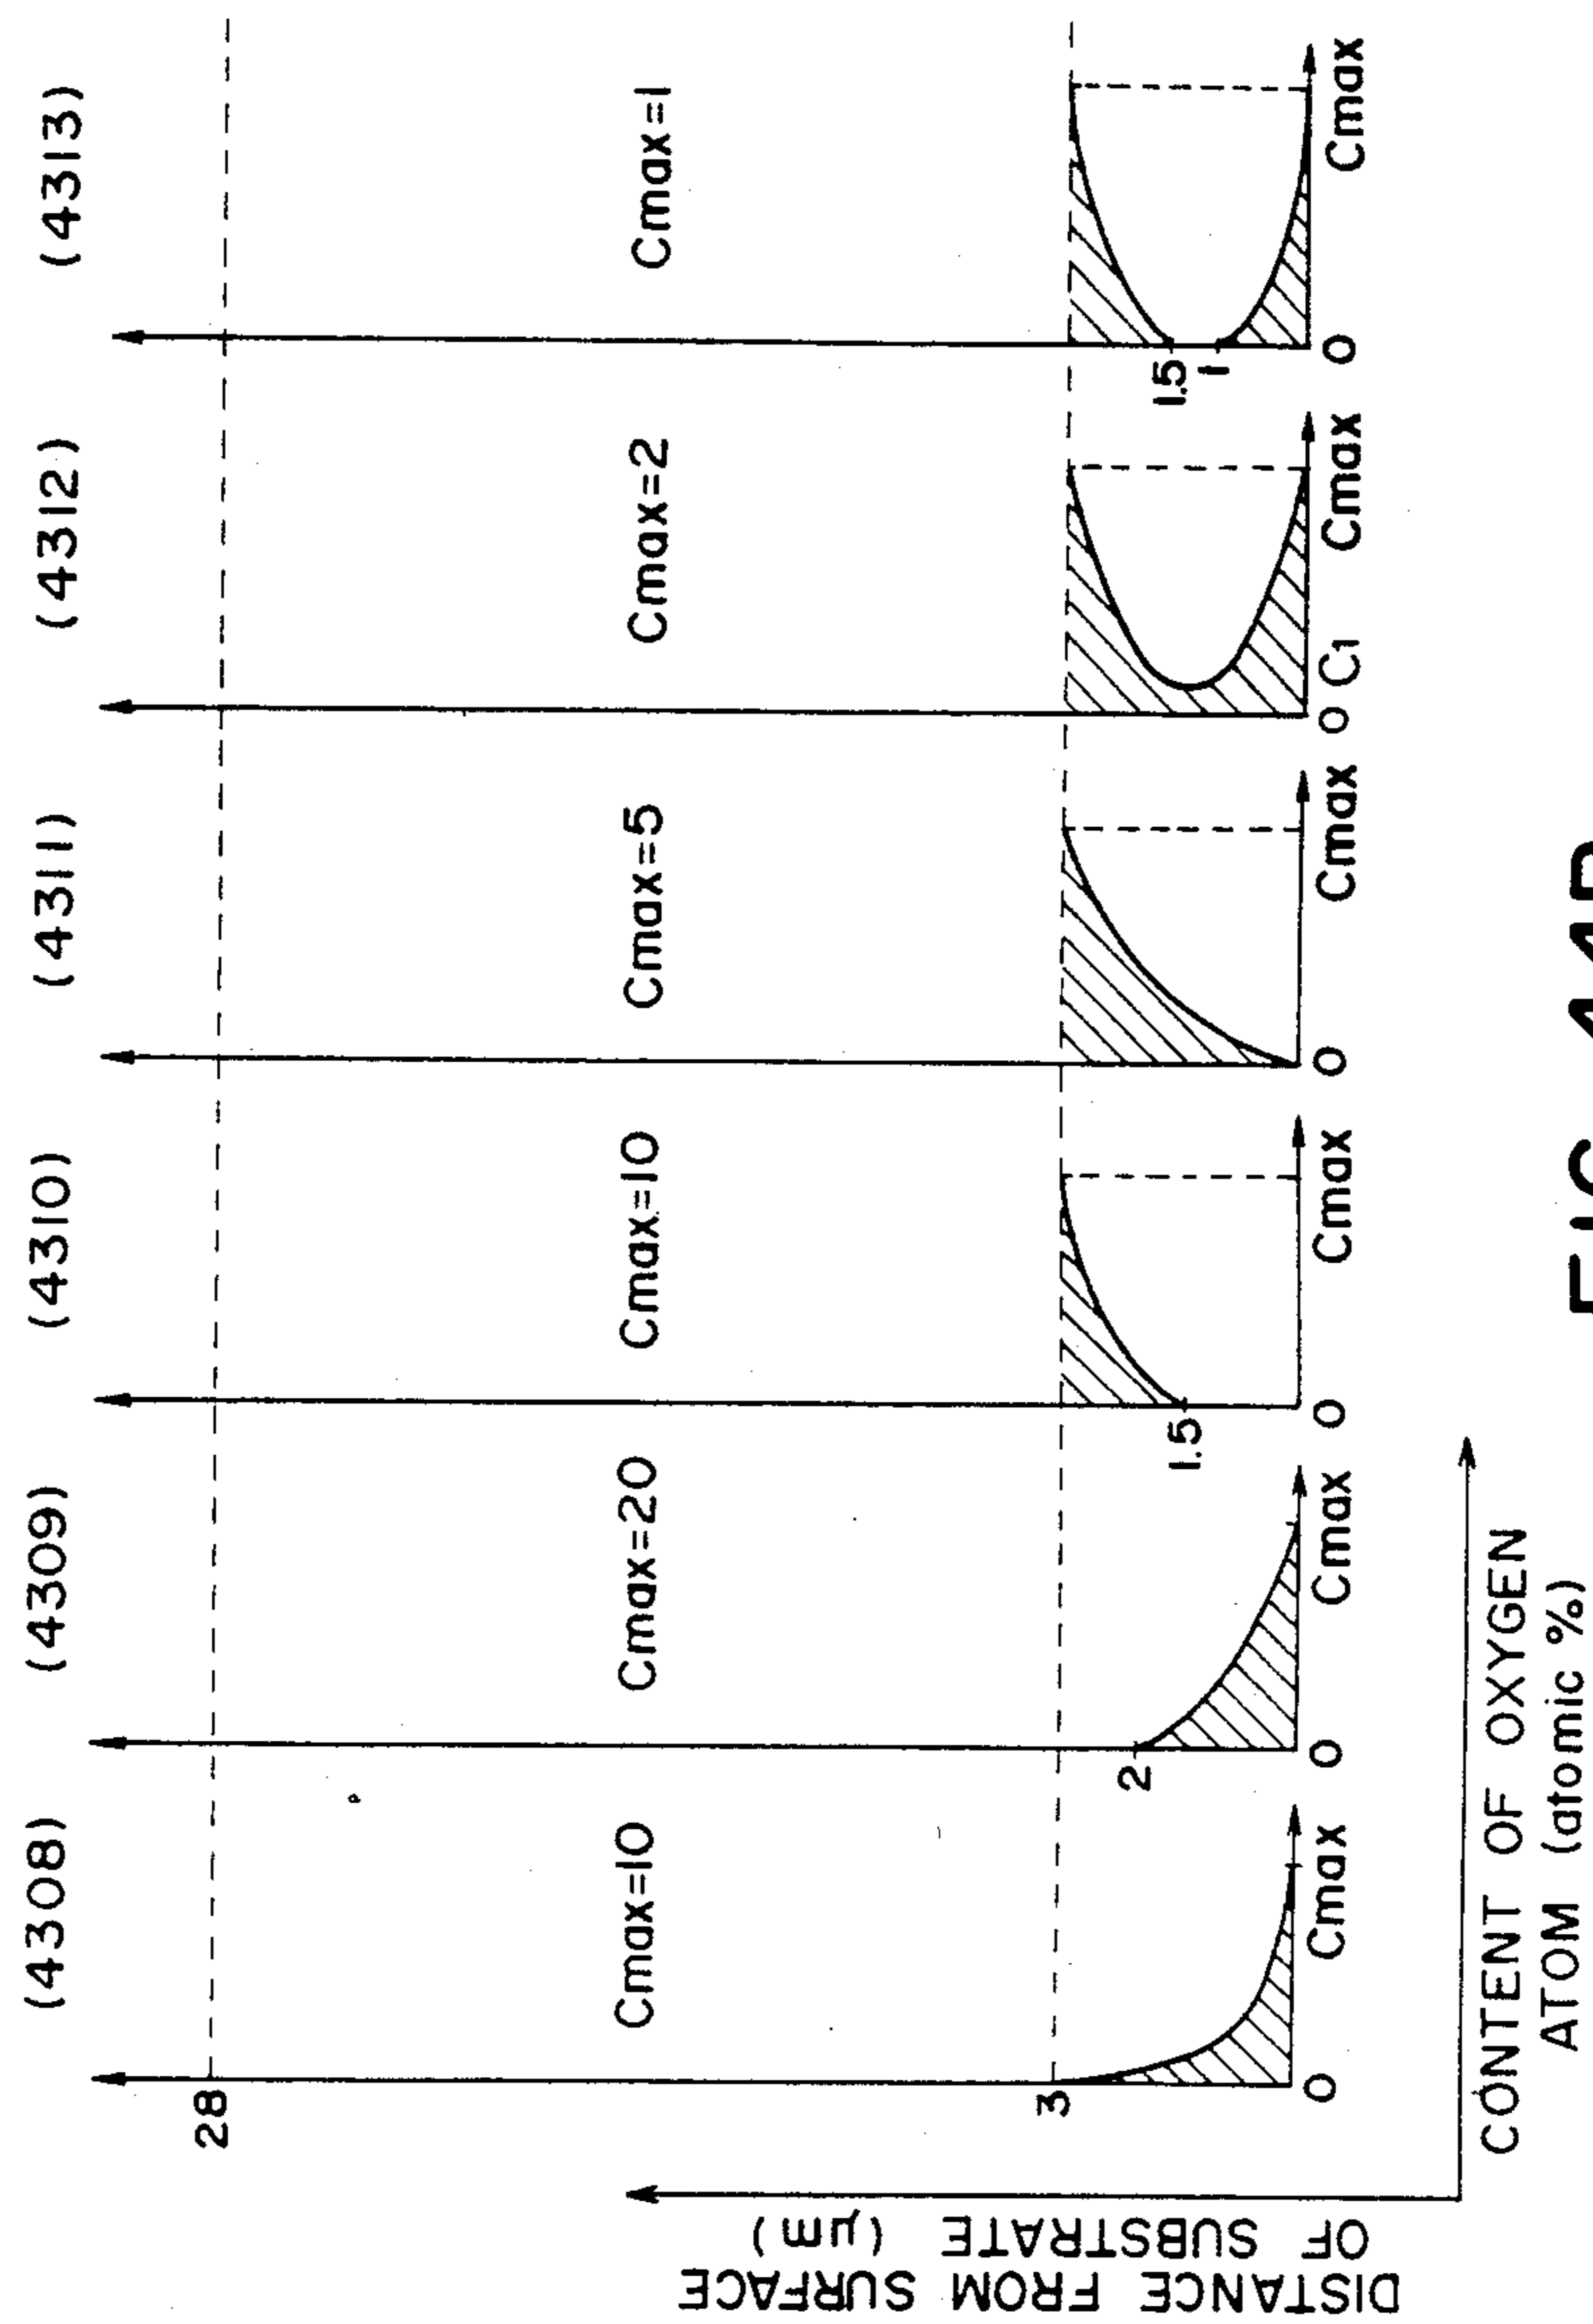 (4308) (4309) (4310) (4311) (4312) (4313)
28
Cmax=10 Cmax=20 Cmax=10 Cmax=5 Cmax=2 Cmax=1
3
2
1.5
1.5
1
0 Cmax 0 Cmax 0 Cmax 0 Cmax 0 C1 Cmax 0 Cmax
DISTANCE FROM SURFACE
OF SUBSTRATE (μm)
CONTENT OF OXYGEN
ATOM (atomic %)